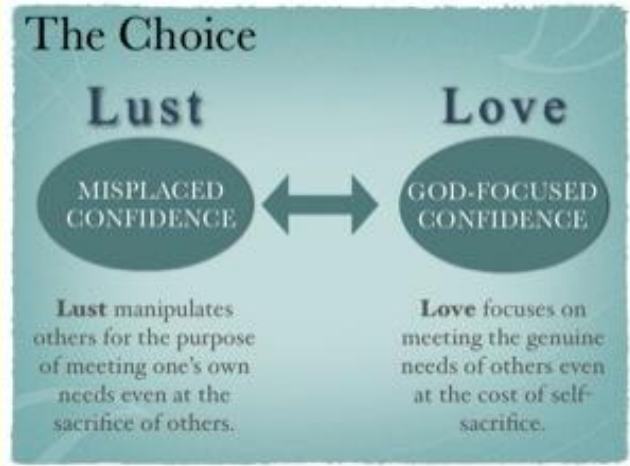 The Choice
Lust
Love
MISPLACED
CONFIDENCE
GOD-FOCUSED
CONFIDENCE
Lust manipulates
others for the purpose
of meeting one's own
needs even at the
sacrifice of others.
Love focuses on
meeting the genuine
needs of others even
at the cost of self-
sacrifice.